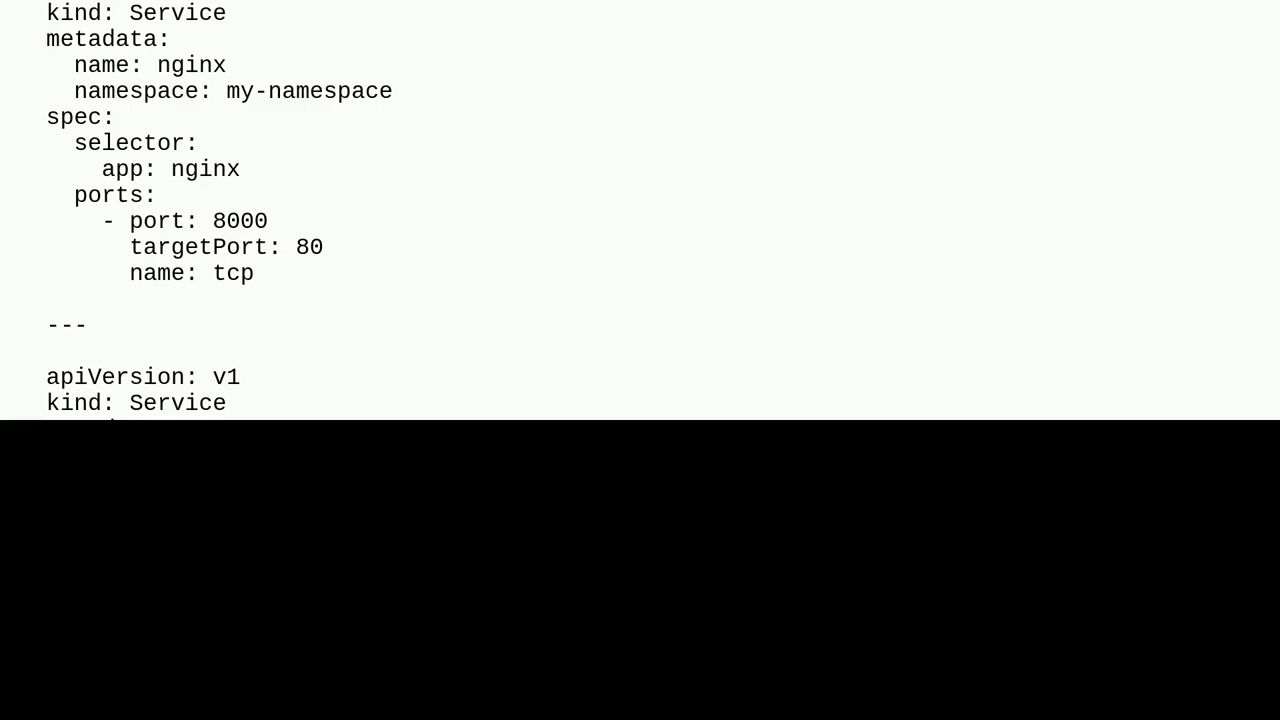 kind: Service
metadata:
  name: nginx
  namespace: my-namespace
spec:
  selector:
    app: nginx
  ports:
    - port: 8000
      targetPort: 80
      name: tcp

---

apiVersion: v1
kind: Service